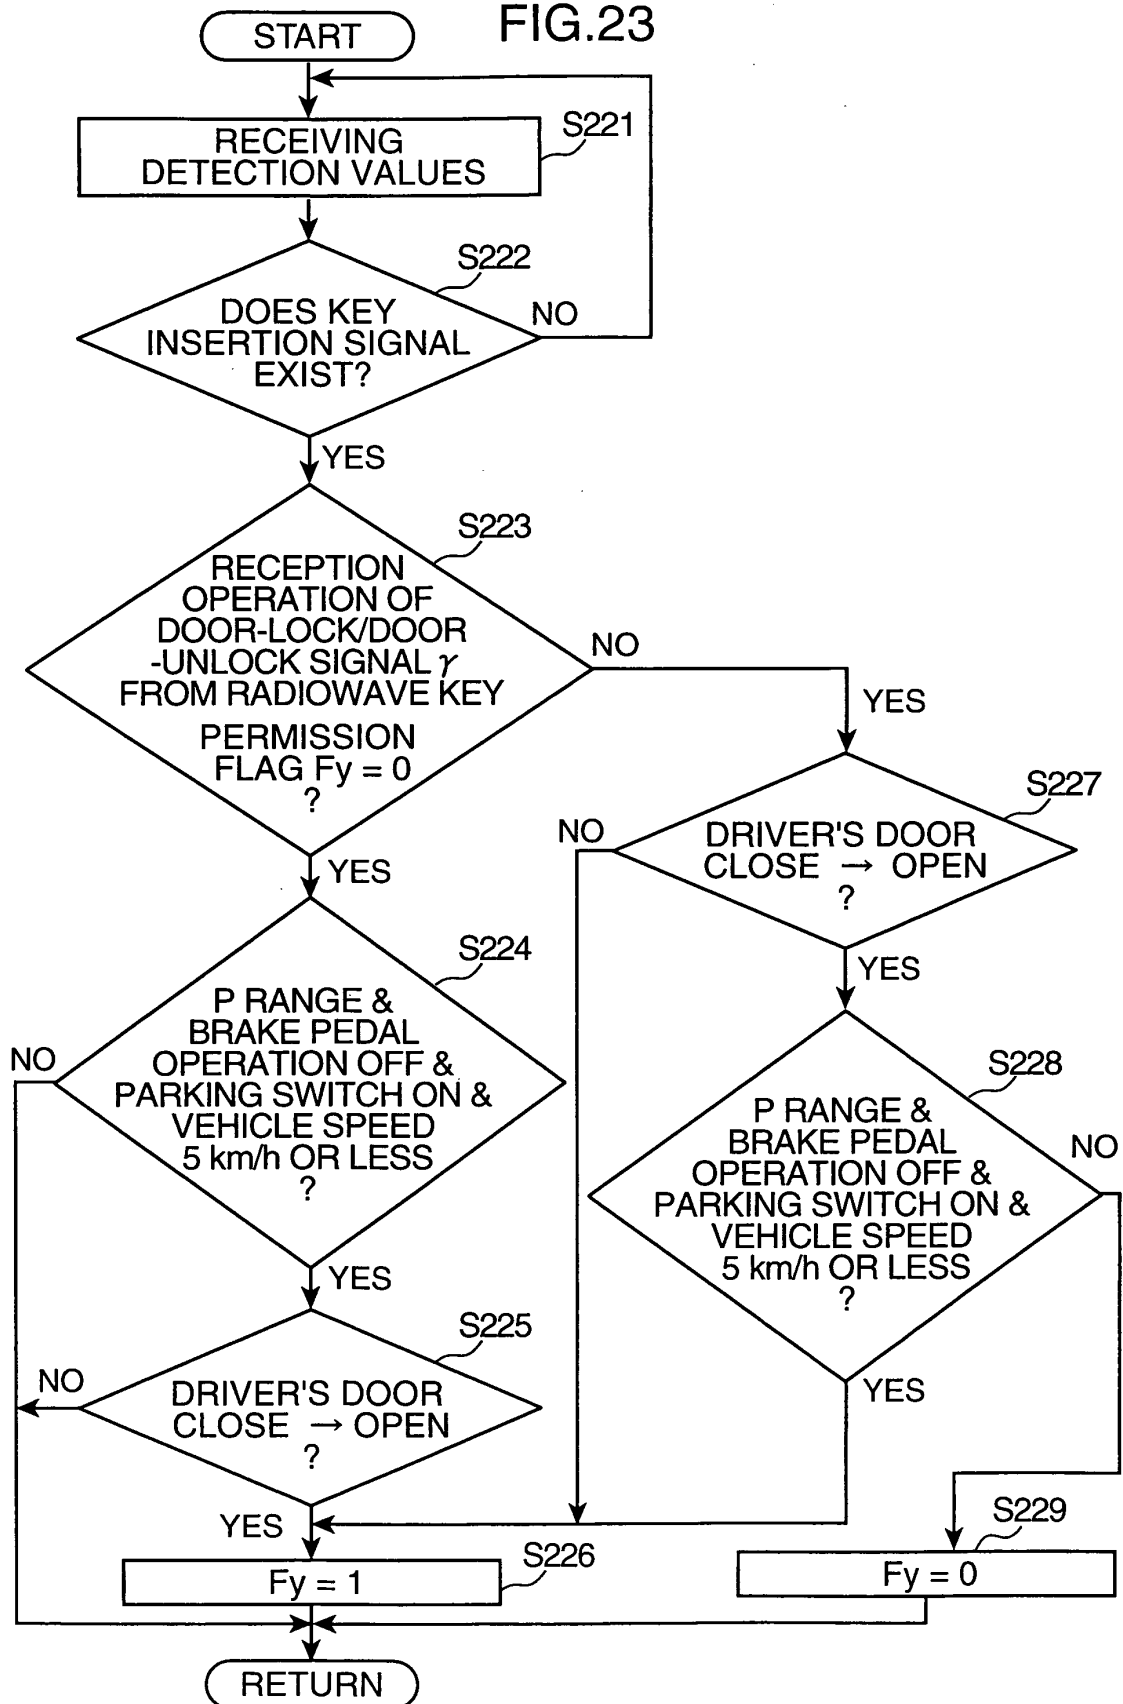 FIG.23
START
RECEIVING
DETECTION VALUES
S221
S222
DOES KEY
INSERTION SIGNAL
EXIST?
NO
YES
S223
RECEPTION
OPERATION OF
DOOR-LOCK/DOOR
-UNLOCK SIGNAL γ
FROM RADIOWAVE KEY
PERMISSION
FLAG Fy = 0
?
NO
YES
YES
S227
DRIVER'S DOOR
CLOSE → OPEN
?
NO
YES
S224
P RANGE &
BRAKE PEDAL
OPERATION OFF &
PARKING SWITCH ON &
VEHICLE SPEED
5 km/h OR LESS
?
NO
YES
S228
P RANGE &
BRAKE PEDAL
OPERATION OFF &
PARKING SWITCH ON &
VEHICLE SPEED
5 km/h OR LESS
?
NO
YES
S225
DRIVER'S DOOR
CLOSE → OPEN
?
NO
YES
S226
Fy = 1
S229
Fy = 0
RETURN